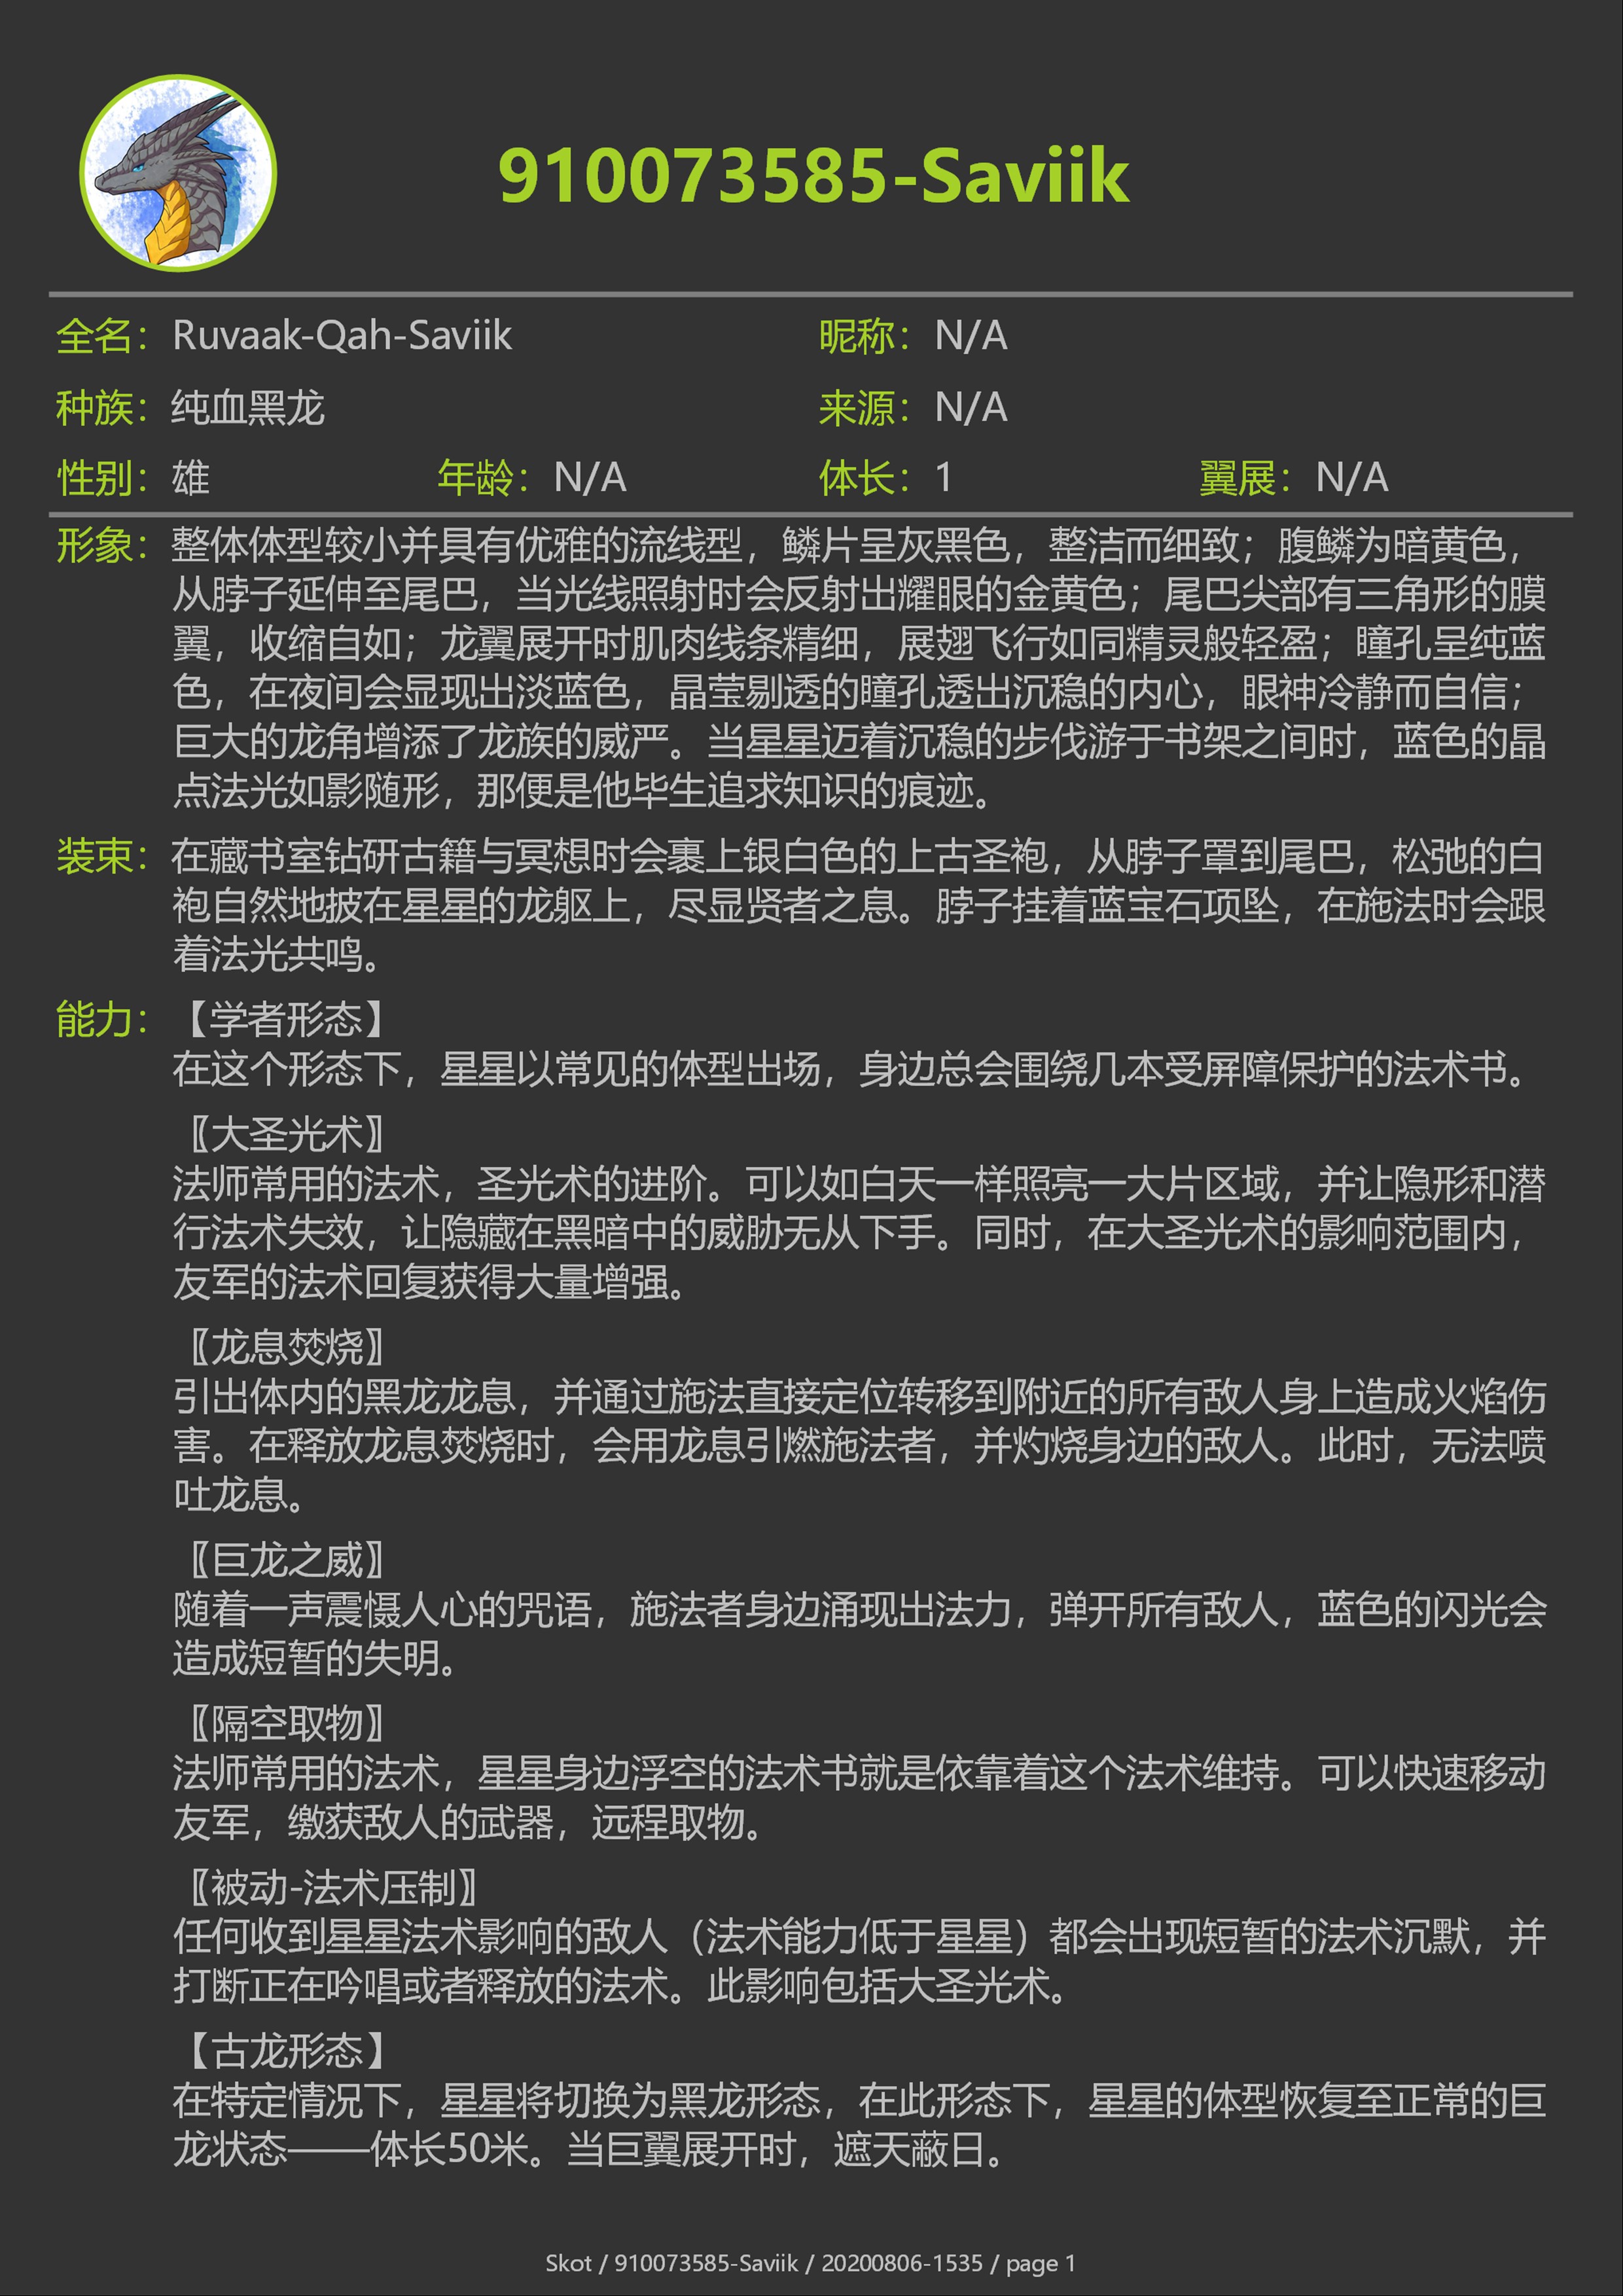 910073585-Saviik
全名：Ruvaak-Qah-Saviik 昵称：N/A
种族：纯血黑龙 来源：N/A
性别：雄 年龄：N/A 体长：1 翼展：N/A
形象：整体体型较小并具有优雅的流线型，鳞片呈灰黑色，整洁而细致；腹鳞为暗黄色，
从脖子延伸至尾巴，当光线照射时会反射出耀眼的金黄色；尾巴尖部有三角形的膜
翼，收缩自如；龙翼展开时肌肉线条精细，展翅飞行如同精灵般轻盈；瞳孔呈纯蓝
色，在夜间会显现出淡蓝色，晶莹剔透的瞳孔透出沉稳的内心，眼神冷静而自信；
巨大的龙角增添了龙族的威严。当星星迈着沉稳的步伐游于书架之间时，蓝色的晶
点法光如影随形，那便是他毕生追求知识的痕迹。
装束：在藏书室钻研古籍与冥想时会裹上银白色的上古圣袍，从脖子罩到尾巴，松弛的白
袍自然地披在星星的龙躯上，尽显贤者之息。脖子挂着蓝宝石项坠，在施法时会跟
着法光共鸣。
能力：【学者形态】
在这个形态下，星星以常见的体型出场，身边总会围绕几本受屏障保护的法术书。
〖大圣光术〗
法师常用的法术，圣光术的进阶。可以如白天一样照亮一大片区域，并让隐形和潜
行法术失效，让隐藏在黑暗中的威胁无从下手。同时，在大圣光术的影响范围内，
友军的法术回复获得大量增强。
〖龙息焚烧〗
引出体内的黑龙龙息，并通过施法直接定位转移到附近的所有敌人身上造成火焰伤
害。在释放龙息焚烧时，会用龙息引燃施法者，并灼烧身边的敌人。此时，无法喷
吐龙息。
〖巨龙之威〗
随着一声震慑人心的咒语，施法者身边涌现出法力，弹开所有敌人，蓝色的闪光会
造成短暂的失明。
〖隔空取物〗
法师常用的法术，星星身边浮空的法术书就是依靠着这个法术维持。可以快速移动
友军，缴获敌人的武器，远程取物。
〖被动-法术压制〗
任何收到星星法术影响的敌人（法术能力低于星星）都会出现短暂的法术沉默，并
打断正在吟唱或者释放的法术。此影响包括大圣光术。
【古龙形态】
在特定情况下，星星将切换为黑龙形态，在此形态下，星星的体型恢复至正常的巨
龙状态——体长50米。当巨翼展开时，遮天蔽日。
Skot / 910073585-Saviik / 20200806-1535 / page 1